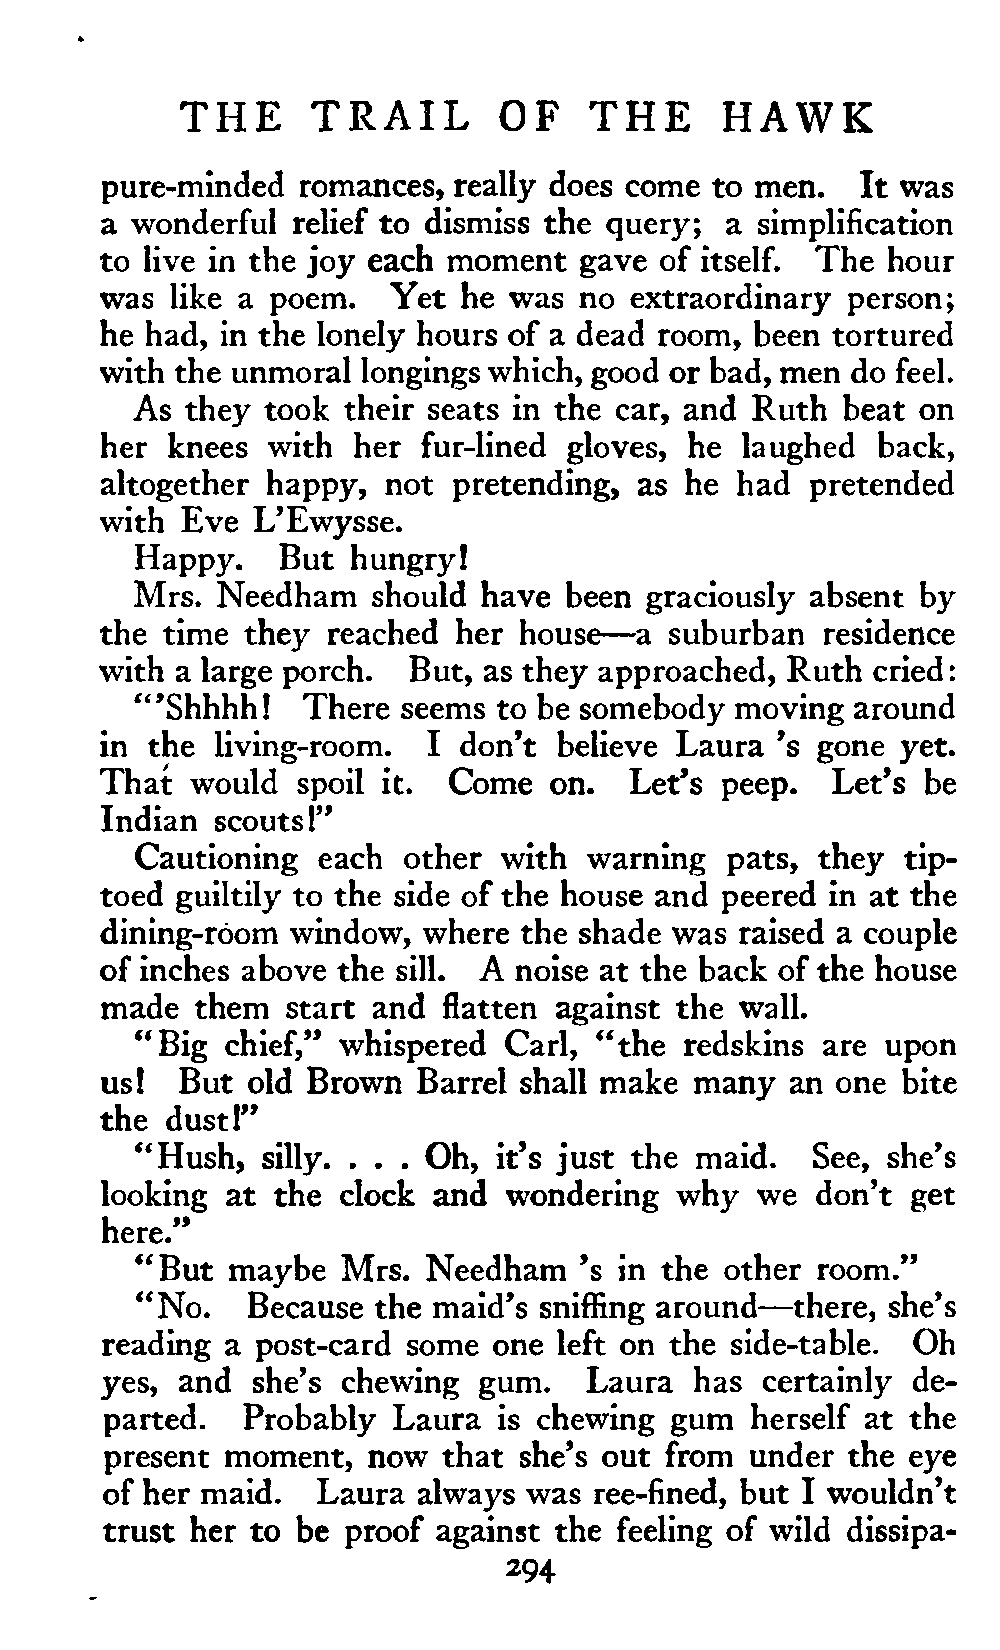 THE TRAIL OF THE HAWK
pure-minded romances, really does come to men. It was
a wonderful relief to dismiss the query; a simplification
to live in the joy each moment gave of itself. The hour
was like a poem. Yet he was no extraordinary person;
he had, in the lonely hours of a dead room, been tortured
with the unmoral longings which, good or bad, men do feel.
As they took their seats in the car, and Ruth beat on
her knees with her fur-lined gloves, he laughed back,
altogether happy, not pretending, as he had pretended
with Eve L'Ewysse.
Happy. But hungry!
Mrs. Needham should have been graciously absent by
the time they reached her house—a suburban residence
with a large porch. But, as they approached, Ruth cried:
"'Shhhh! There seems to be somebody moving around
in the living-room. I don't believe Laura 's gone yet.
That would spoil it. Come on. Let's peep. Let's be
Indian scouts!"
Cautioning each other with warning pats, they tip-
toed guiltily to the side of the house and peered in at the
dining-room window, where the shade was raised a couple
of inches above the sill. A noise at the back of the house
made them start and flatten against the wall.
"Big chief," whispered Carl, "the redskins are upon
us! But old Brown Barrel shall make many an one bite
the dust!"
"Hush, silly. . . . Oh, it's just the maid. See, she's
looking at the clock and wondering why we don't get
here."
"But maybe Mrs. Needham 's in the other room."
"No. Because the maid's sniffing around—there, she's
reading a post-card some one left on the side-table. Oh
yes, and she's chewing gum. Laura has certainly de-
parted. Probably Laura is chewing gum herself at the
present moment, now that she's out from under the eye
of her maid. Laura always was ree-fined, but I wouldn't
trust her to be proof against the feeling of wild dissipa-
294